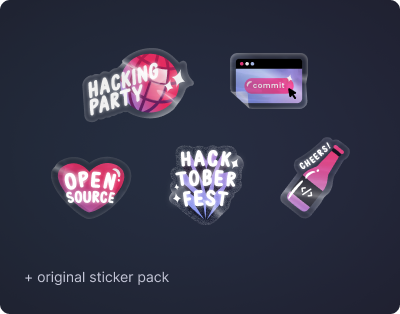 HACKING
PARTY
commit
OPEN
SOURCE
HACK
TOBER
FEST
CHEERS!
</>
+ original sticker pack